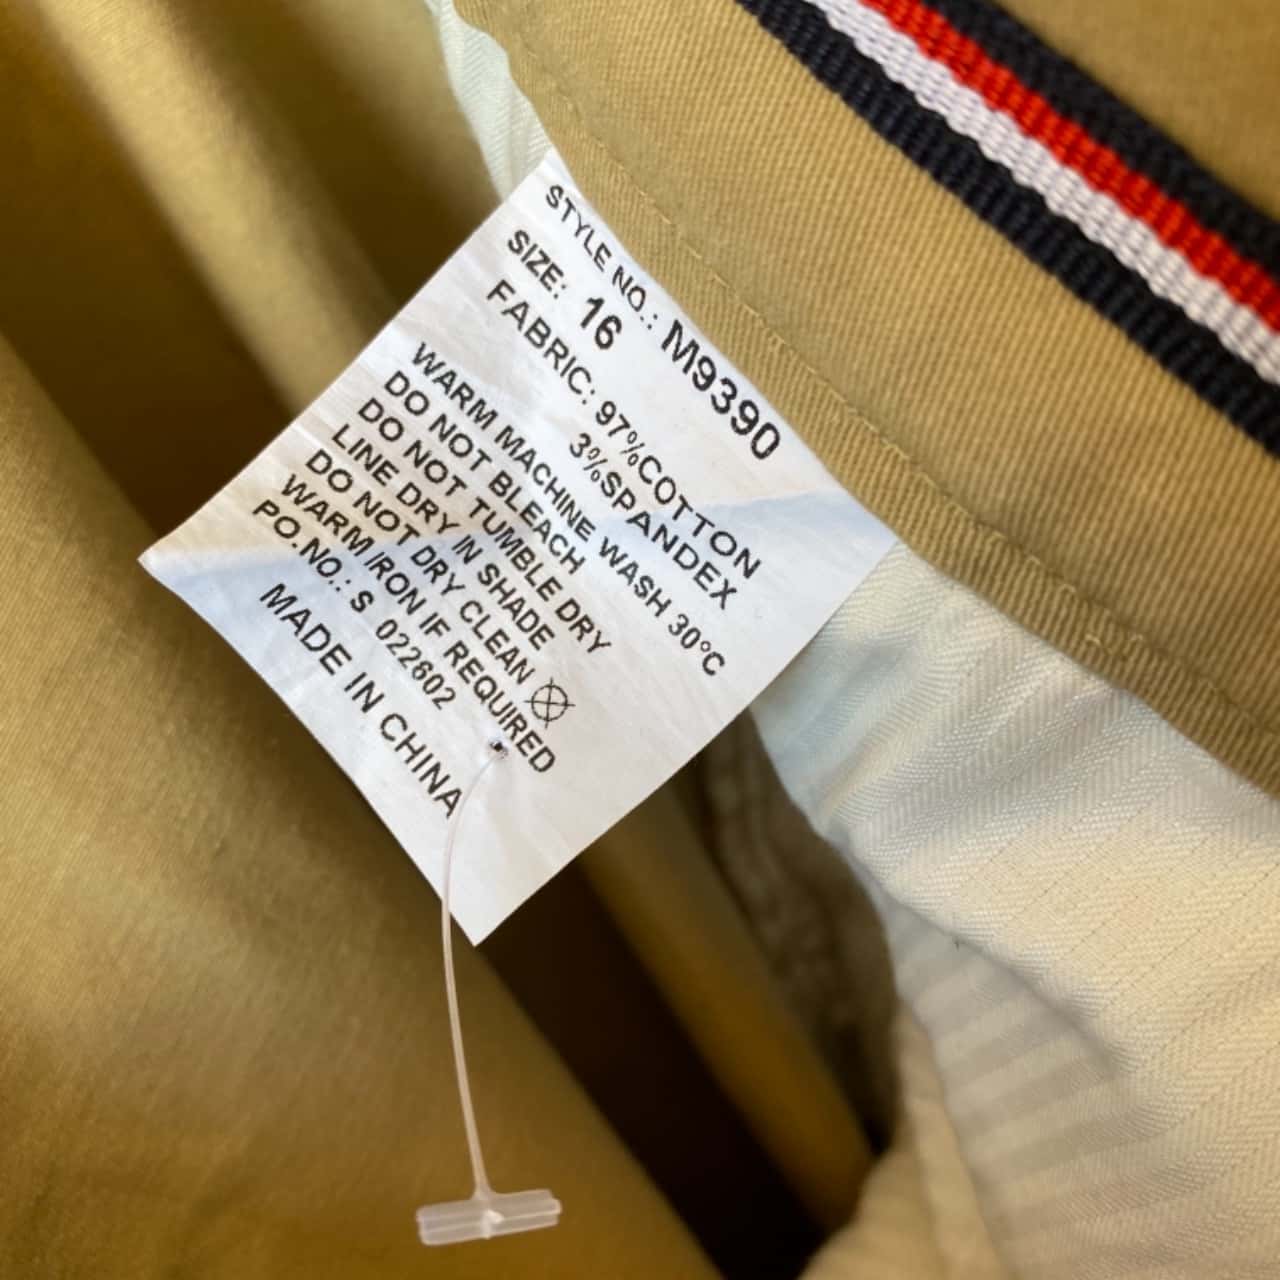 STYLE NO.: M9390
SIZE: 16
FABRIC: 97%COTTON
3%SPANDEX
WARM MACHINE WASH 30°C
DO NOT BLEACH
DO NOT TUMBLE DRY
LINE DRY IN SHADE
DO NOT DRY CLEAN
WARM IRON IF REQUIRED
PO.NO.: S 022602
MADE IN CHINA